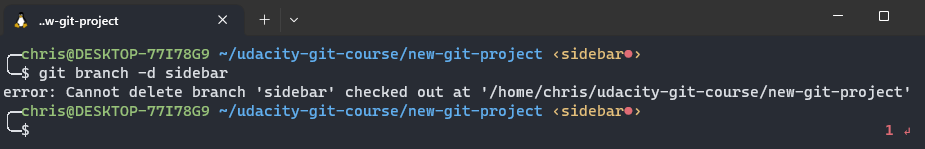 ..w-git-project
chris@DESKTOP-77I78G9 ~/udacity-git-course/new-git-project ‹sidebar●›
$ git branch -d sidebar
error: Cannot delete branch 'sidebar' checked out at '/home/chris/udacity-git-course/new-git-project'
chris@DESKTOP-77I78G9 ~/udacity-git-course/new-git-project ‹sidebar●›
$ 1 ↵